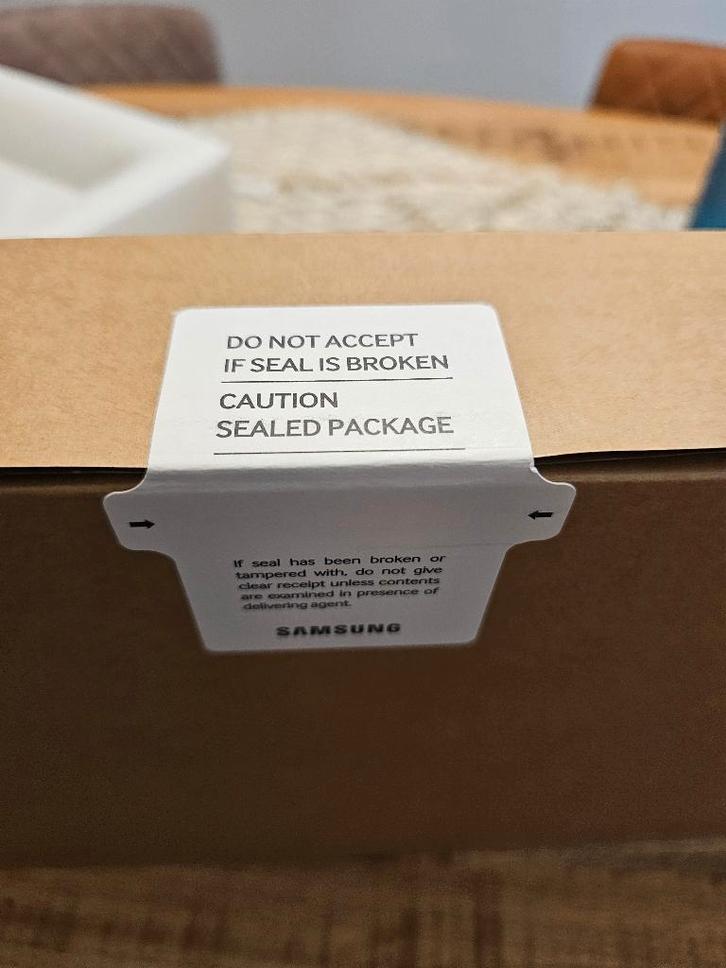 DO NOT ACCEPT
IF SEAL IS BROKEN
CAUTION
SEALED PACKAGE
If seal has been broken or
tampered with, do not give
clear receipt unless contents
are examined in presence of
delivering agent.
SAMSUNG